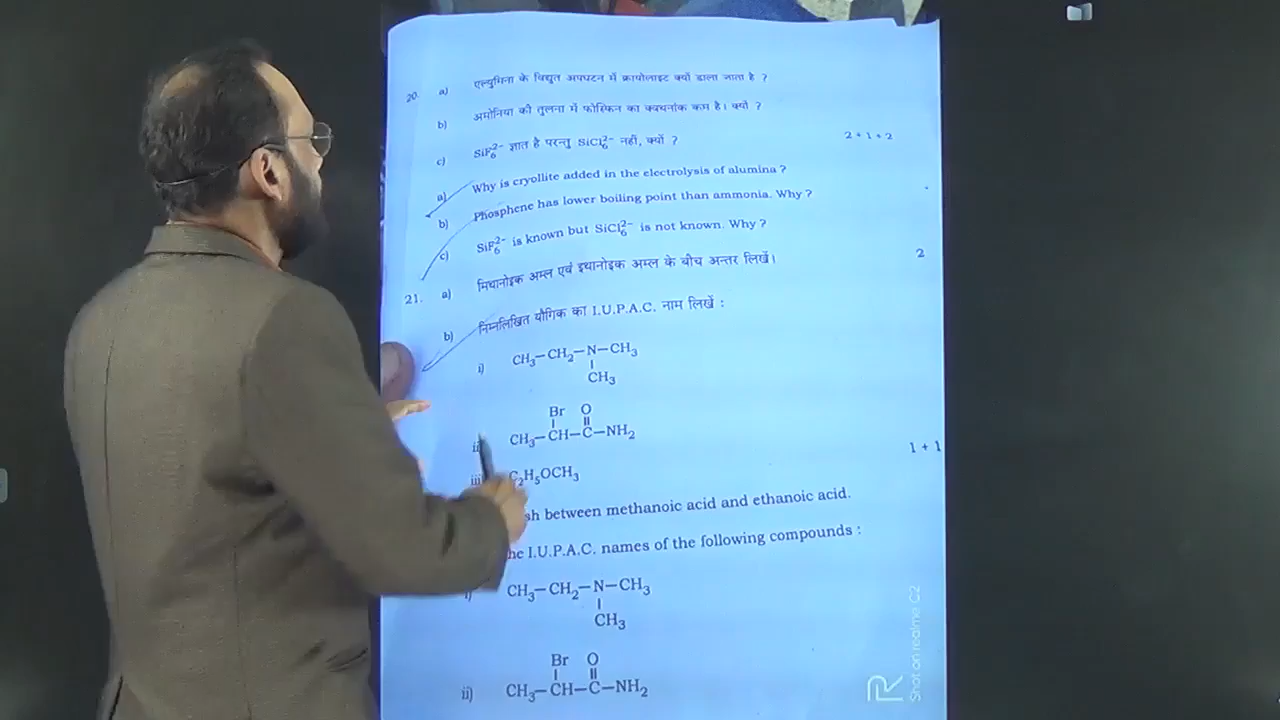 20. a) एल्युमिना के विद्युत अपघटन में क्रायोलाइट क्यों डाला जाता है ?
b) अमोनिया की तुलना में फोस्फिन का क्वथनांक कम है। क्यों ?
c) SiF₆²⁻ ज्ञात है परन्तु SiCl₆²⁻ नहीं, क्यों ? 2 + 1 + 2
a) Why is cryollite added in the electrolysis of alumina ?
b) Phosphene has lower boiling point than ammonia. Why ?
c) SiF₆²⁻ is known but SiCl₆²⁻ is not known. Why ?
21. a) मिथानोइक अम्ल एवं इथानोइक अम्ल के बीच अन्तर लिखें। 2
b) निम्नलिखित यौगिक का I.U.P.A.C. नाम लिखें :
i) CH₃—CH₂—N—CH₃
CH₃
Br O
CH₃—CH—C—NH₂
1 + 1
iii C₂H₅OCH₃
sh between methanoic acid and ethanoic acid.
he I.U.P.A.C. names of the following compounds :
i) CH₃—CH₂—N—CH₃
CH₃
Br O
ii) CH₃—CH—C—NH₂
R
Shot on realme C2